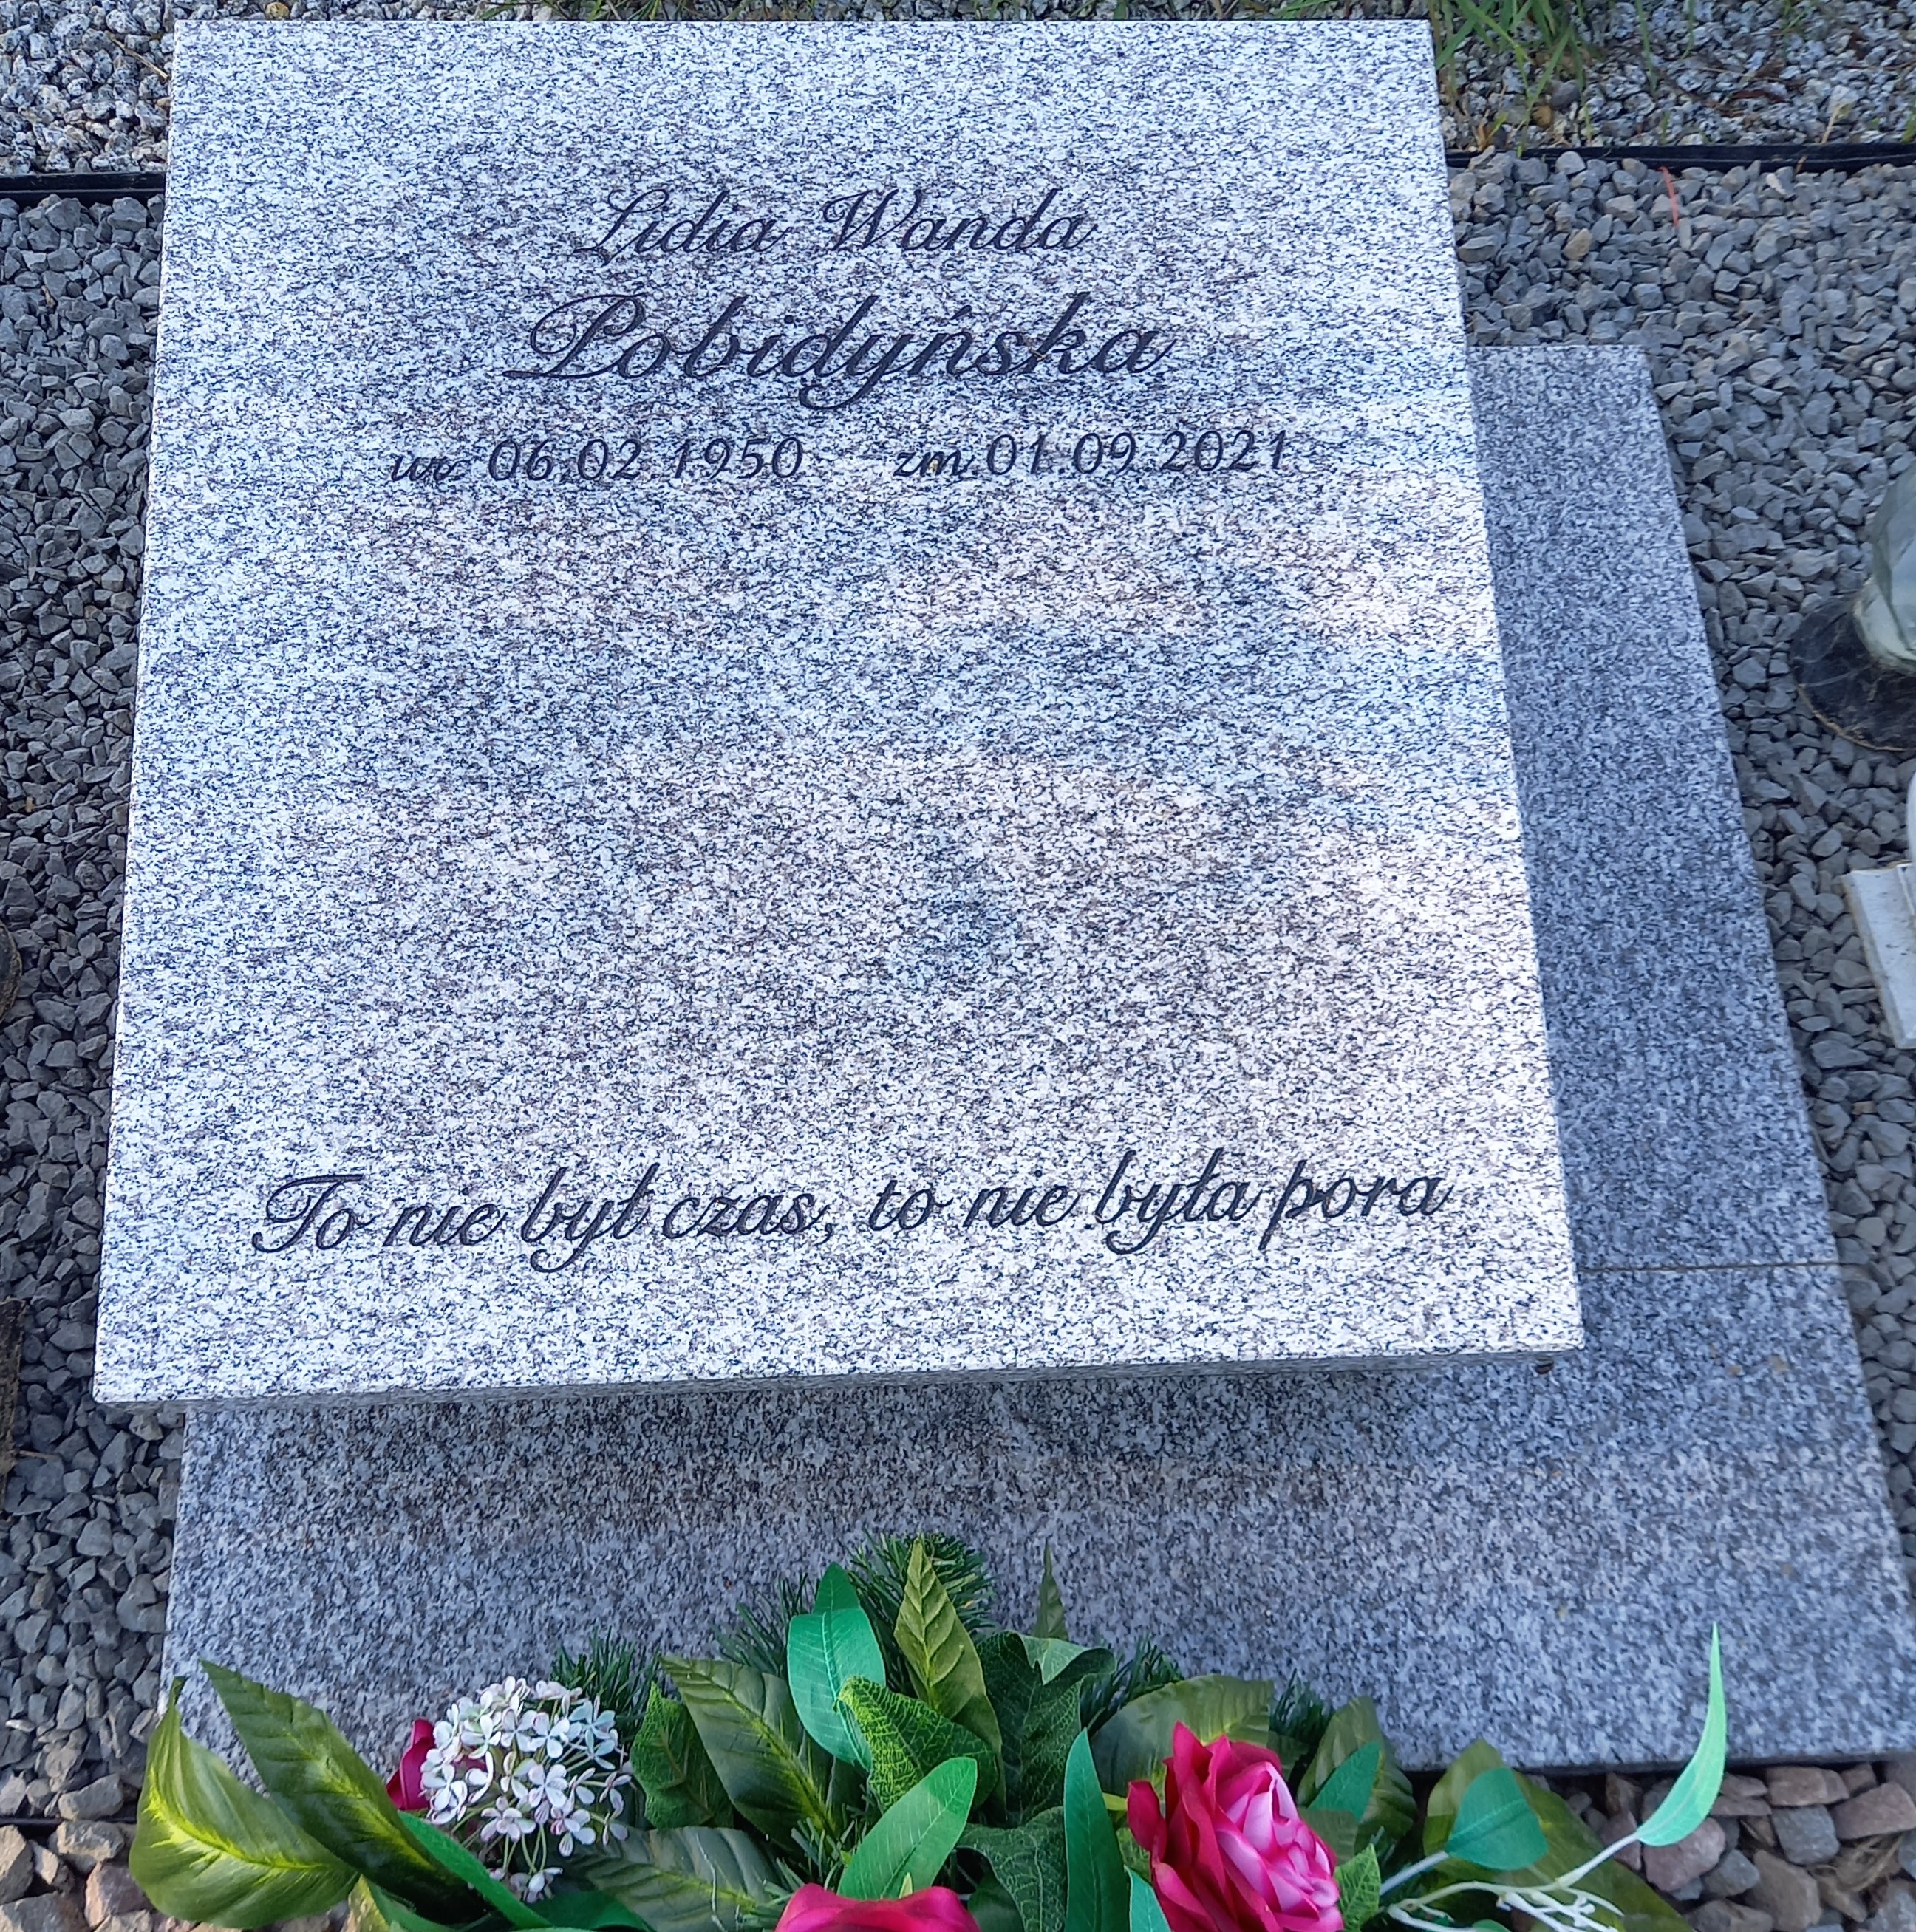 Lidia Wanda
Pobidyńska
ur. 06.02.1950 zm. 01.09.2021
To nie był czas, to nie była pora